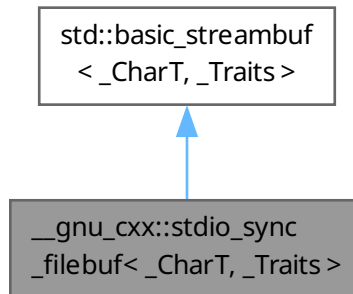 std::basic_streambuf
< _CharT, _Traits >
__gnu_cxx::stdio_sync
_filebuf< _CharT, _Traits >